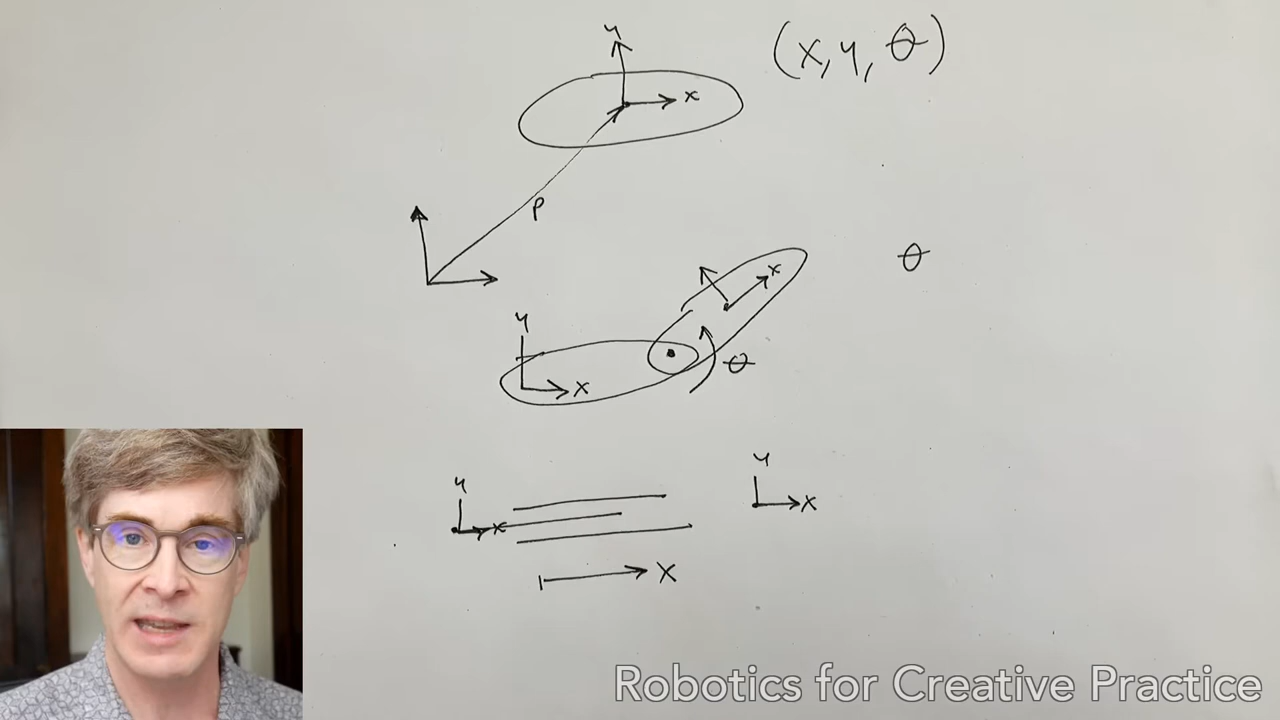 y
(x, y, θ)
x
p
θ
x
y
θ
x
y
y
x
x
x
Robotics for Creative Practice